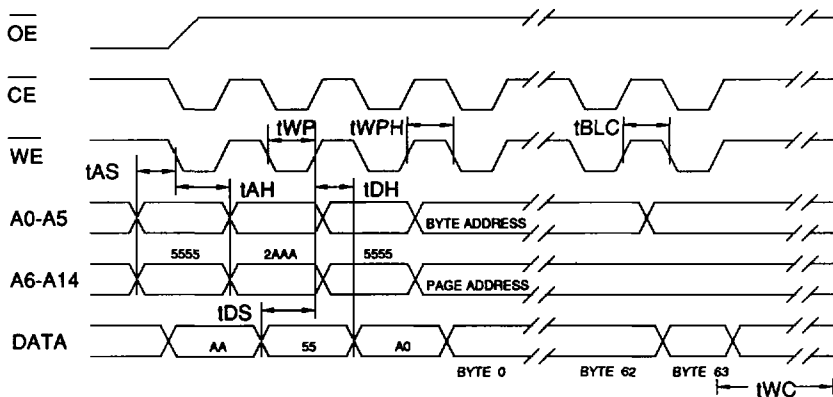 OE
CE
tWP tWPH tBLC
WE
tAS
tAH tDH
A0-A5 BYTE ADDRESS
5555 2AAA 5555
A6-A14 PAGE ADDRESS
tDS
DATA AA 55 A0
BYTE 0 BYTE 62 BYTE 63
tWC